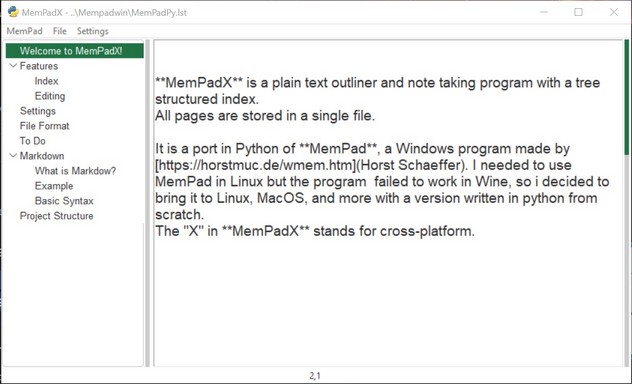 MemPadX - ..\Mempadwin\MemPadPy.lst
MemPad File Settings
Welcome to MemPadX!
Features
Index
Editing
Settings
File Format
To Do
Markdown
What is Markdow?
Example
Basic Syntax
Project Structure
**MemPadX** is a plain text outliner and note taking program with a tree
structured index.
All pages are stored in a single file.
It is a port in Python of **MemPad**, a Windows program made by
[https://horstmuc.de/wmem.htm](Horst Schaeffer). I needed to use
MemPad in Linux but the program  failed to work in Wine, so i decided to
bring it to Linux, MacOS, and more with a version written in python from
scratch.
The "X" in **MemPadX** stands for cross-platform.
2,1